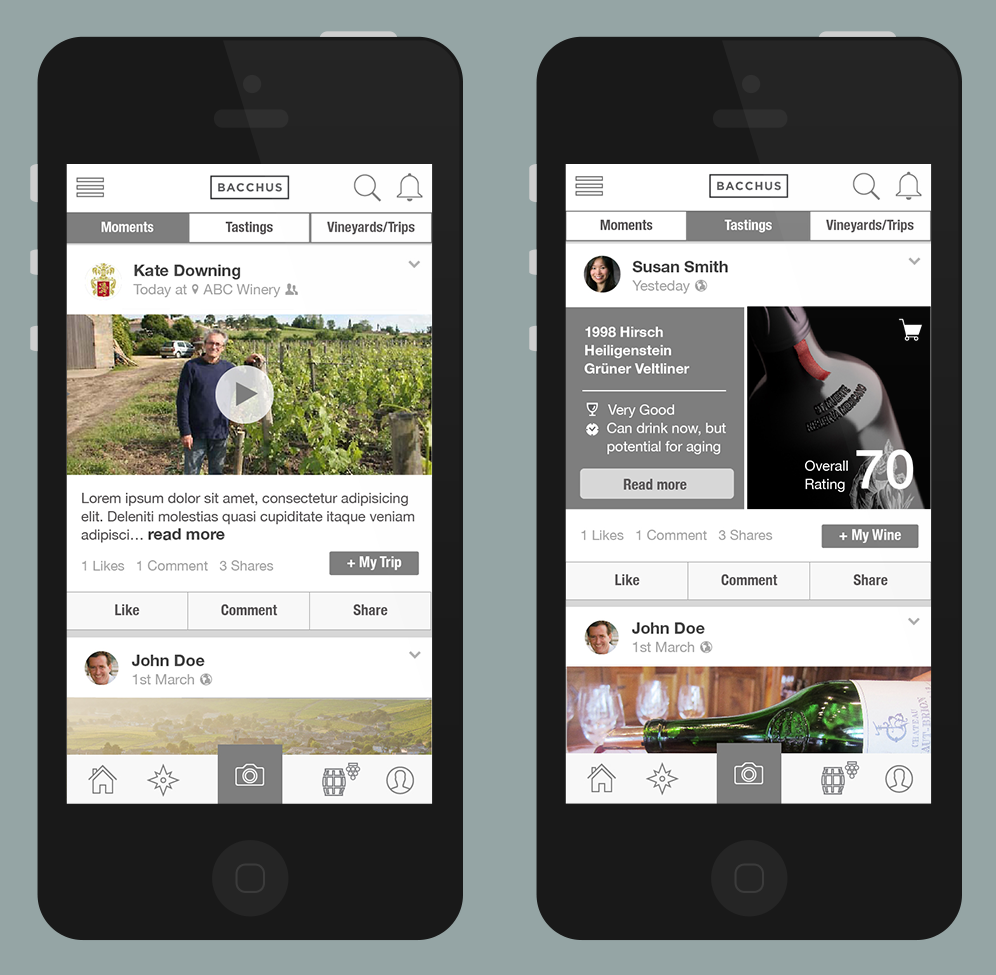 BACCHUS
Moments Tastings Vineyards/Trips
Kate Downing
Today at ABC Winery
Lorem ipsum dolor sit amet, consectetur adipisicing
elit. Deleniti molestias quasi cupiditate itaque veniam
adipisci... read more
1 Likes 1 Comment 3 Shares + My Trip
Like Comment Share
John Doe
1st March
BACCHUS
Moments Tastings Vineyards/Trips
Susan Smith
Yesteday
1998 Hirsch
Heiligenstein
Grüner Veltliner
Very Good
Can drink now, but
potential for aging
Read more
Overall
Rating 70
1 Likes 1 Comment 3 Shares + My Wine
Like Comment Share
John Doe
1st March
CHATEAU